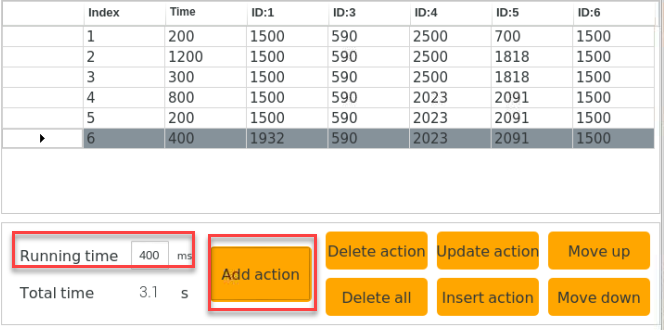 Index Time ID:1 ID:3 ID:4 ID:5 ID:6
1 200 1500 590 2500 700 1500
2 1200 1500 590 2500 1818 1500
3 300 1500 590 2500 1818 1500
4 800 1500 590 2023 2091 1500
5 200 1500 590 2023 2091 1500
6 400 1932 590 2023 2091 1500
Running time 400 ms
Add action
Delete action Update action Move up
Total time 3.1 s
Delete all Insert action Move down